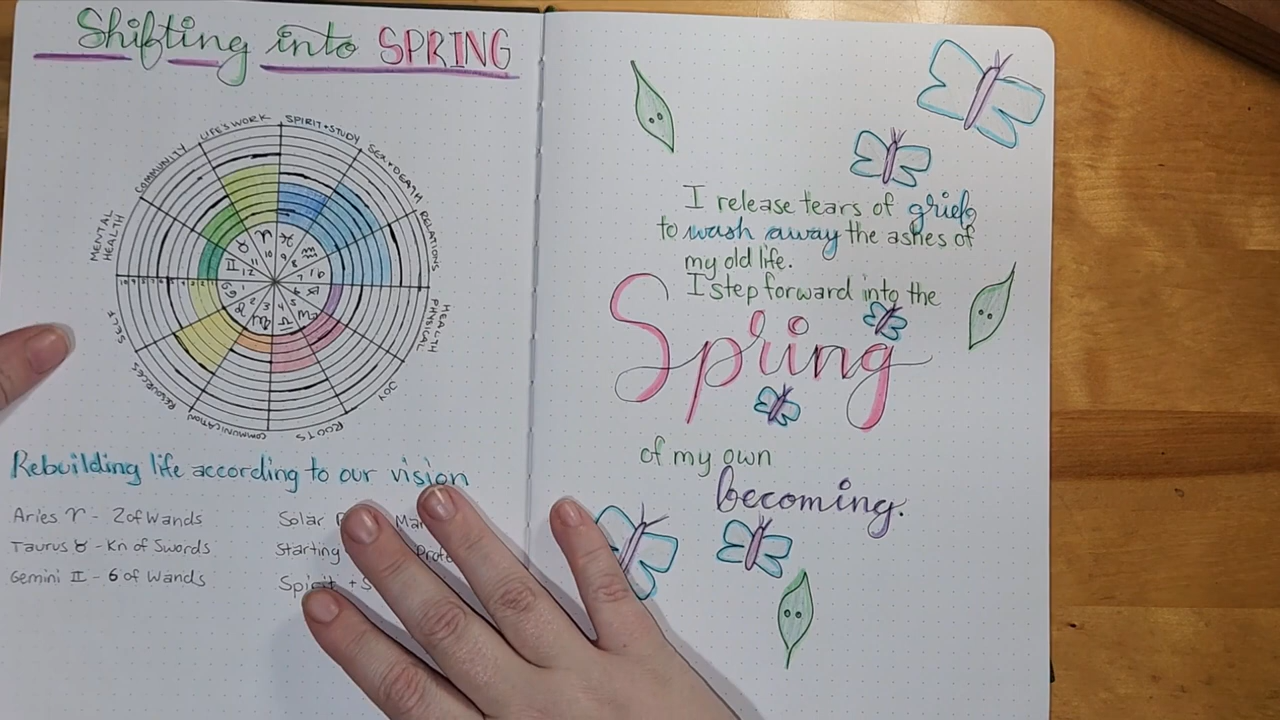 Shifting into SPRING
LIFE'S WORK
SPIRIT + STUDY
SEX + DEATH
RELATIONS
HEALTH
PHYSICAL
JOY
ROOTS
COMMUNICATION
RESOURCES
SELF
MENTAL
HEALTH
COMMUNITY
Rebuilding life according to our vision
Aries ♈ - 2 of Wands
Taurus ♉ - Kn of Swords
Gemini ♊ - 6 of Wands
Solar
Starting
Spirit +
I release tears of grief
to wash away the ashes of
my old life.
I step forward into the
Spring
of my own
becoming.